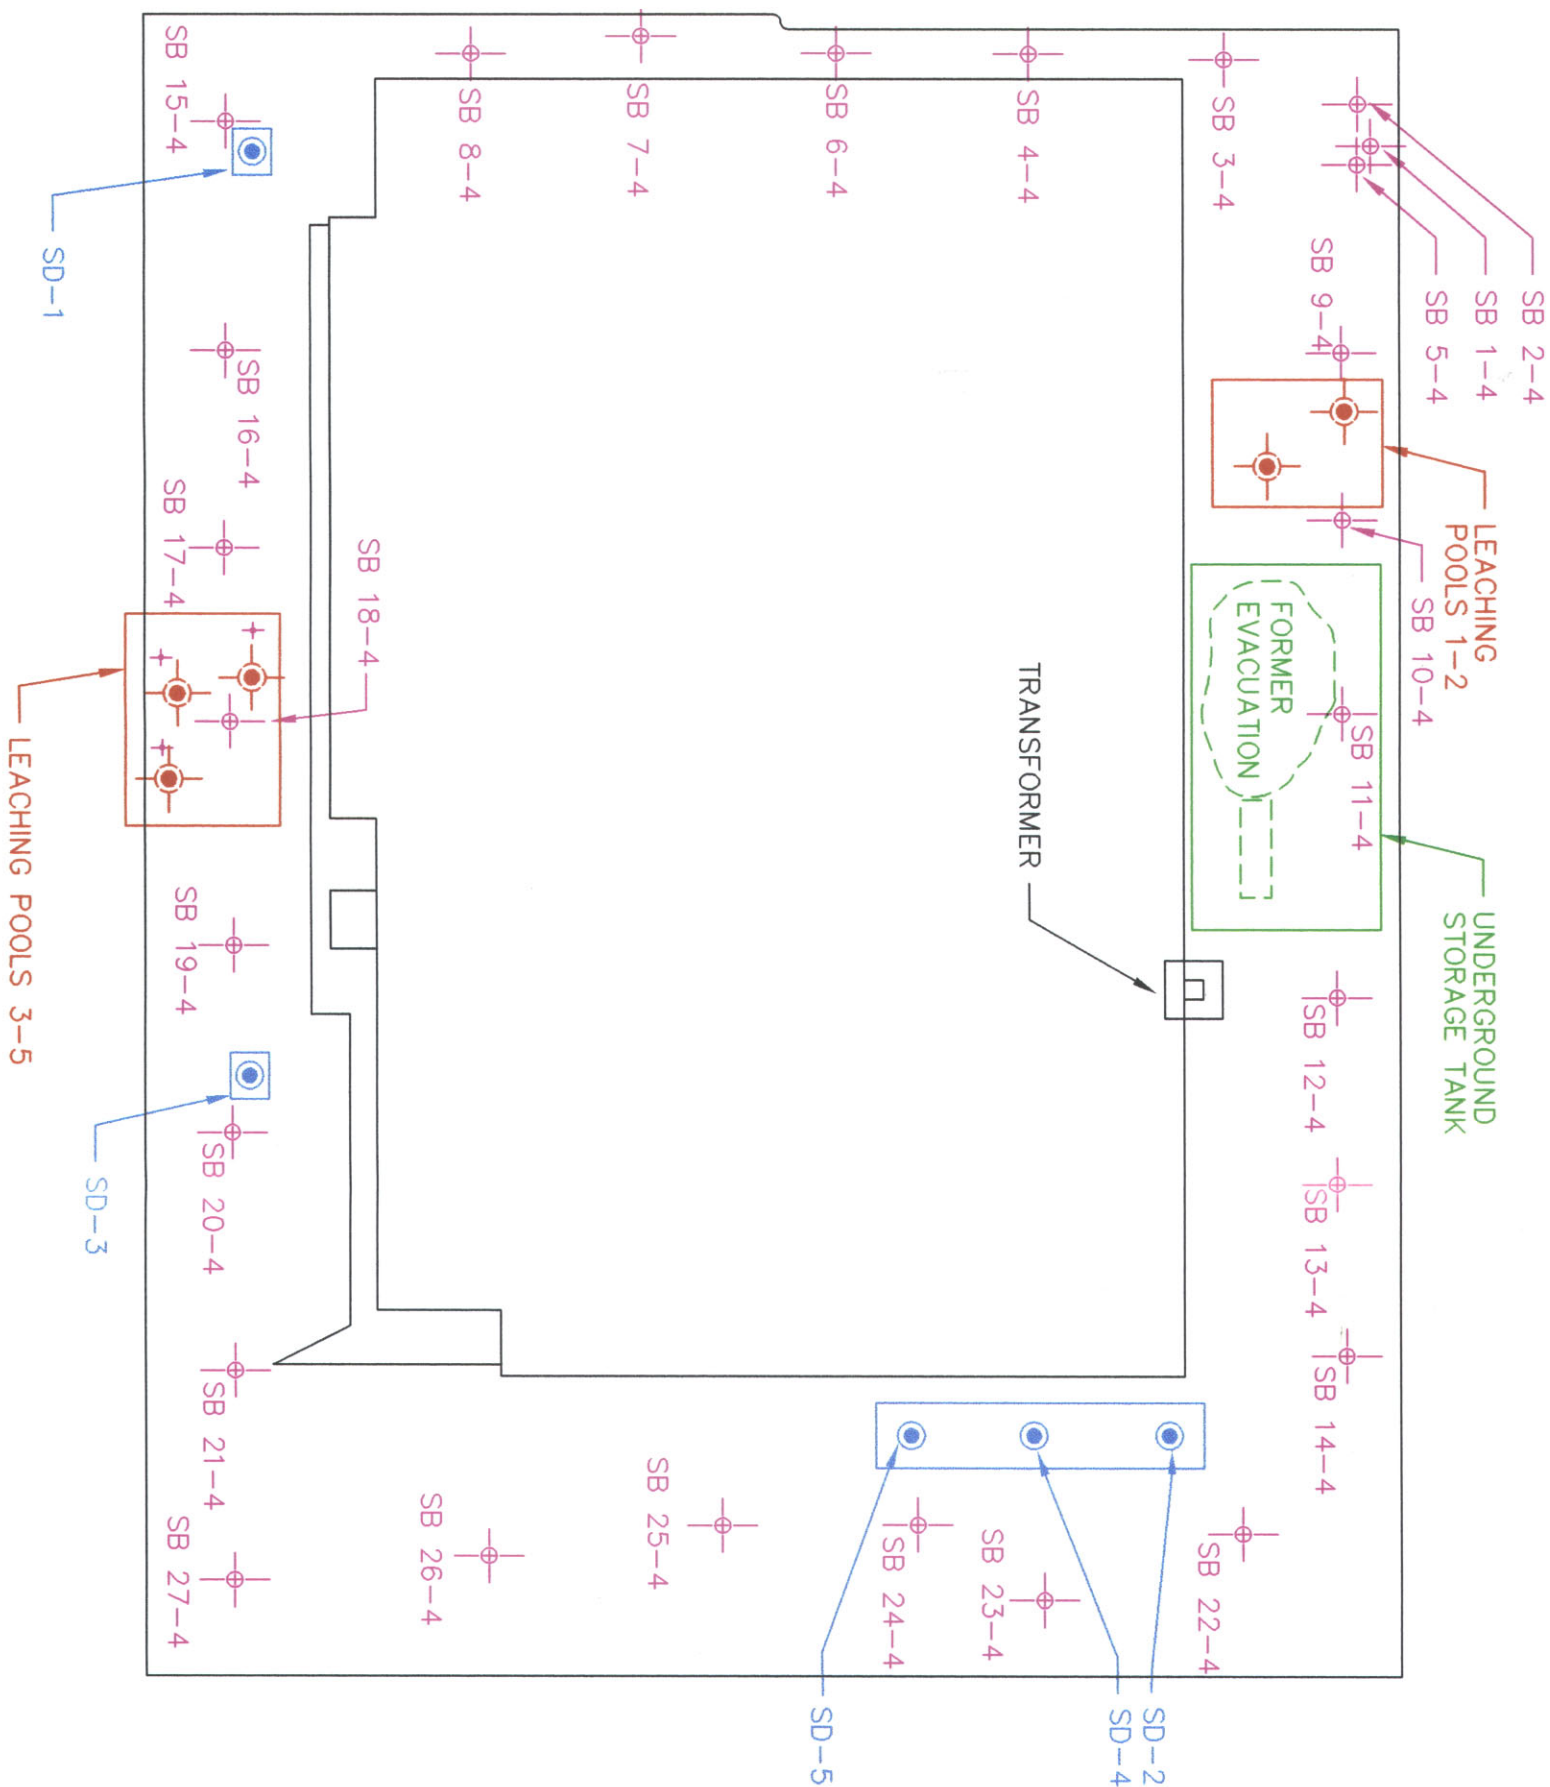 SB 2-4
SB 1-4
SB 5-4
SB 9-4
SB 3-4
SB 4-4
SB 6-4
SB 7-4
SB 8-4
SB 15-4
SD-1
LEACHING
POOLS 1-2
SB 10-4
FORMER
EVACUATION
SB 11-4
UNDERGROUND
STORAGE TANK
TRANSFORMER
SB 16-4
SB 17-4
SB 18-4
LEACHING POOLS 3-5
SB 19-4
SD-3
SB 20-4
SB 12-4
SB 13-4
SB 14-4
SB 21-4
SB 27-4
SB 26-4
SB 25-4
SB 24-4
SB 23-4
SB 22-4
SD-2
SD-4
SD-5